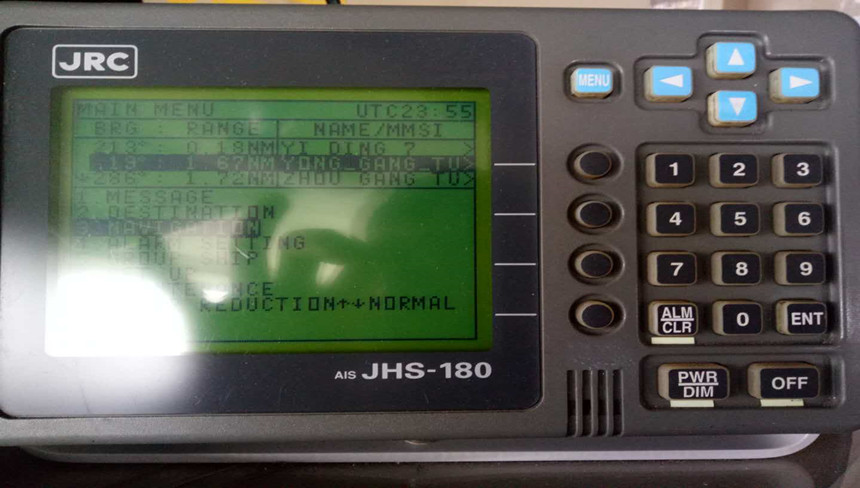 JRC
MAIN MENU UTC23:55
BRG : RANGE NAME/MMSI
213°: 0.18NM YI DING 7 >
19°: 1.67NM YONG GANG TU>
*286°: 1.72NM ZHOU GANG TU>
1. MESSAGE
2. DESTINATION
3. NAVIGATION
4. ALARM SETTING
GROUP SHIP
REDUCTION↑↓NORMAL
AIS JHS-180
MENU
1 2 3
4 5 6
7 8 9
ALM CLR 0 ENT
PWR DIM OFF